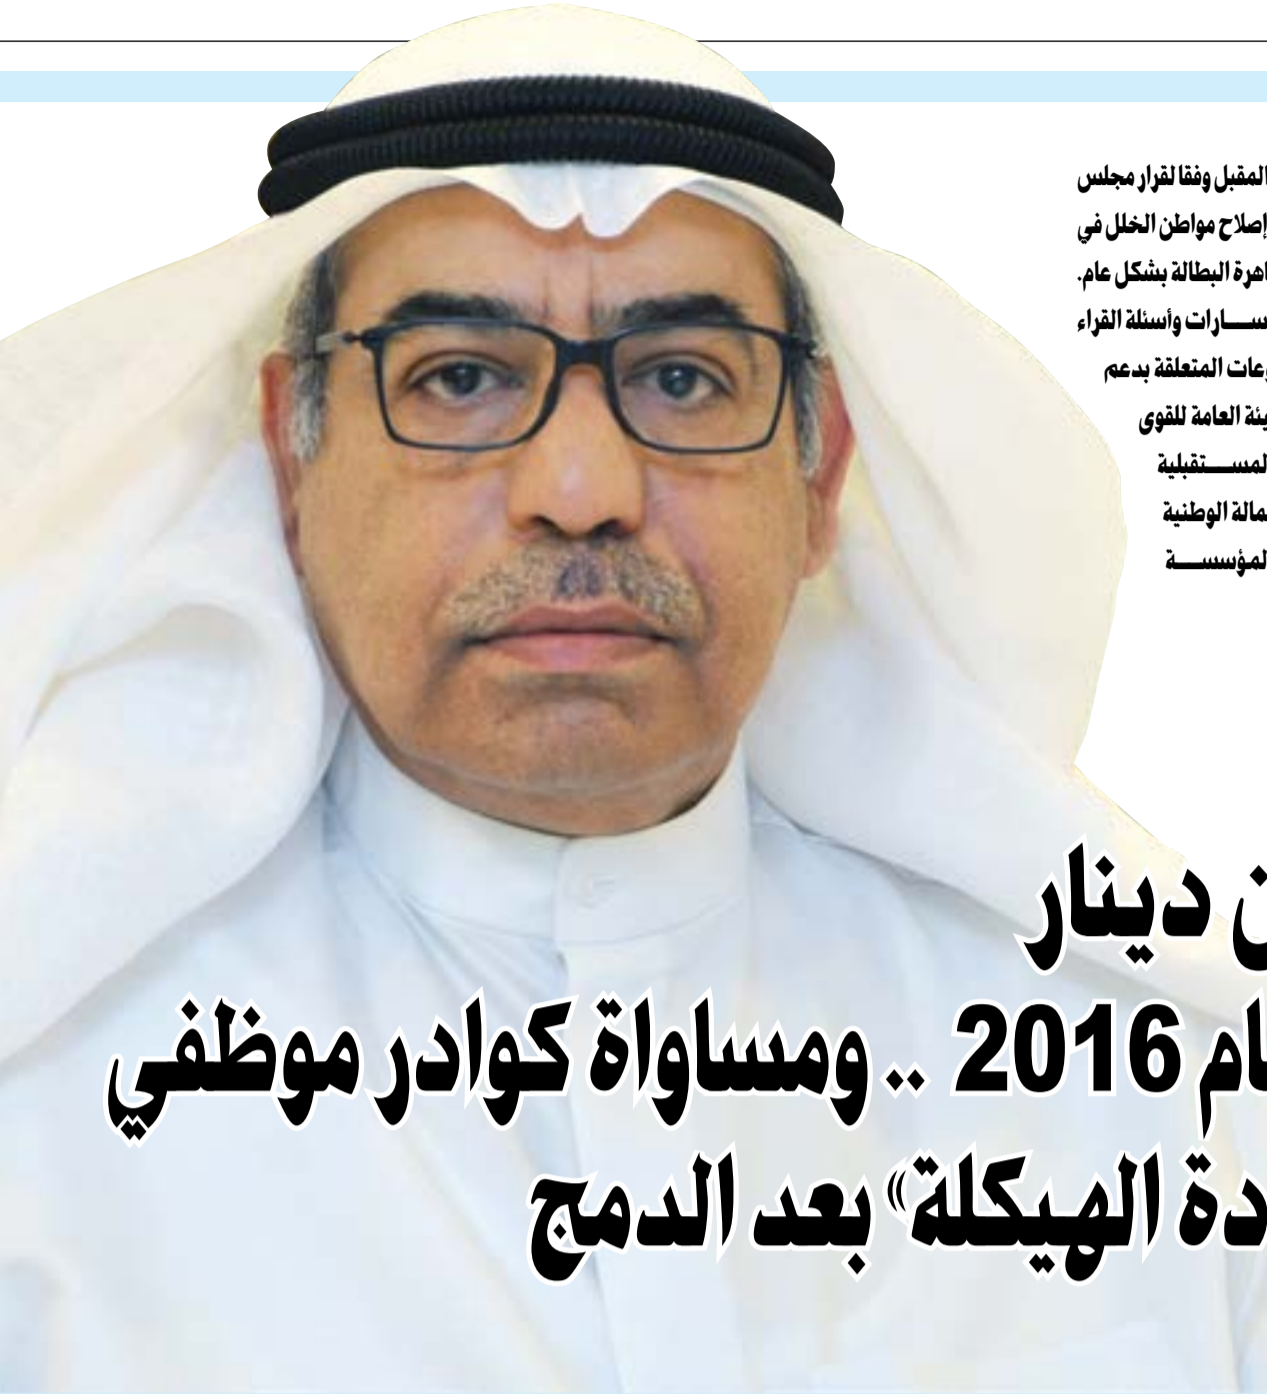 المقبل وفقا لقرار مجلس
إصلاح مواطن الخلل في
اهرة البطالة بشكل عام.
ســـارات وأسئلة القراء
وعات المتعلقة بدعم
يئة العامة للقوى
لمســـتقبلية
مالة الوطنية
لمؤسســـة
ن دينار
ام 2016 .. ومساواة كوادر موظفي
دة الهيكلة» بعد الدمج